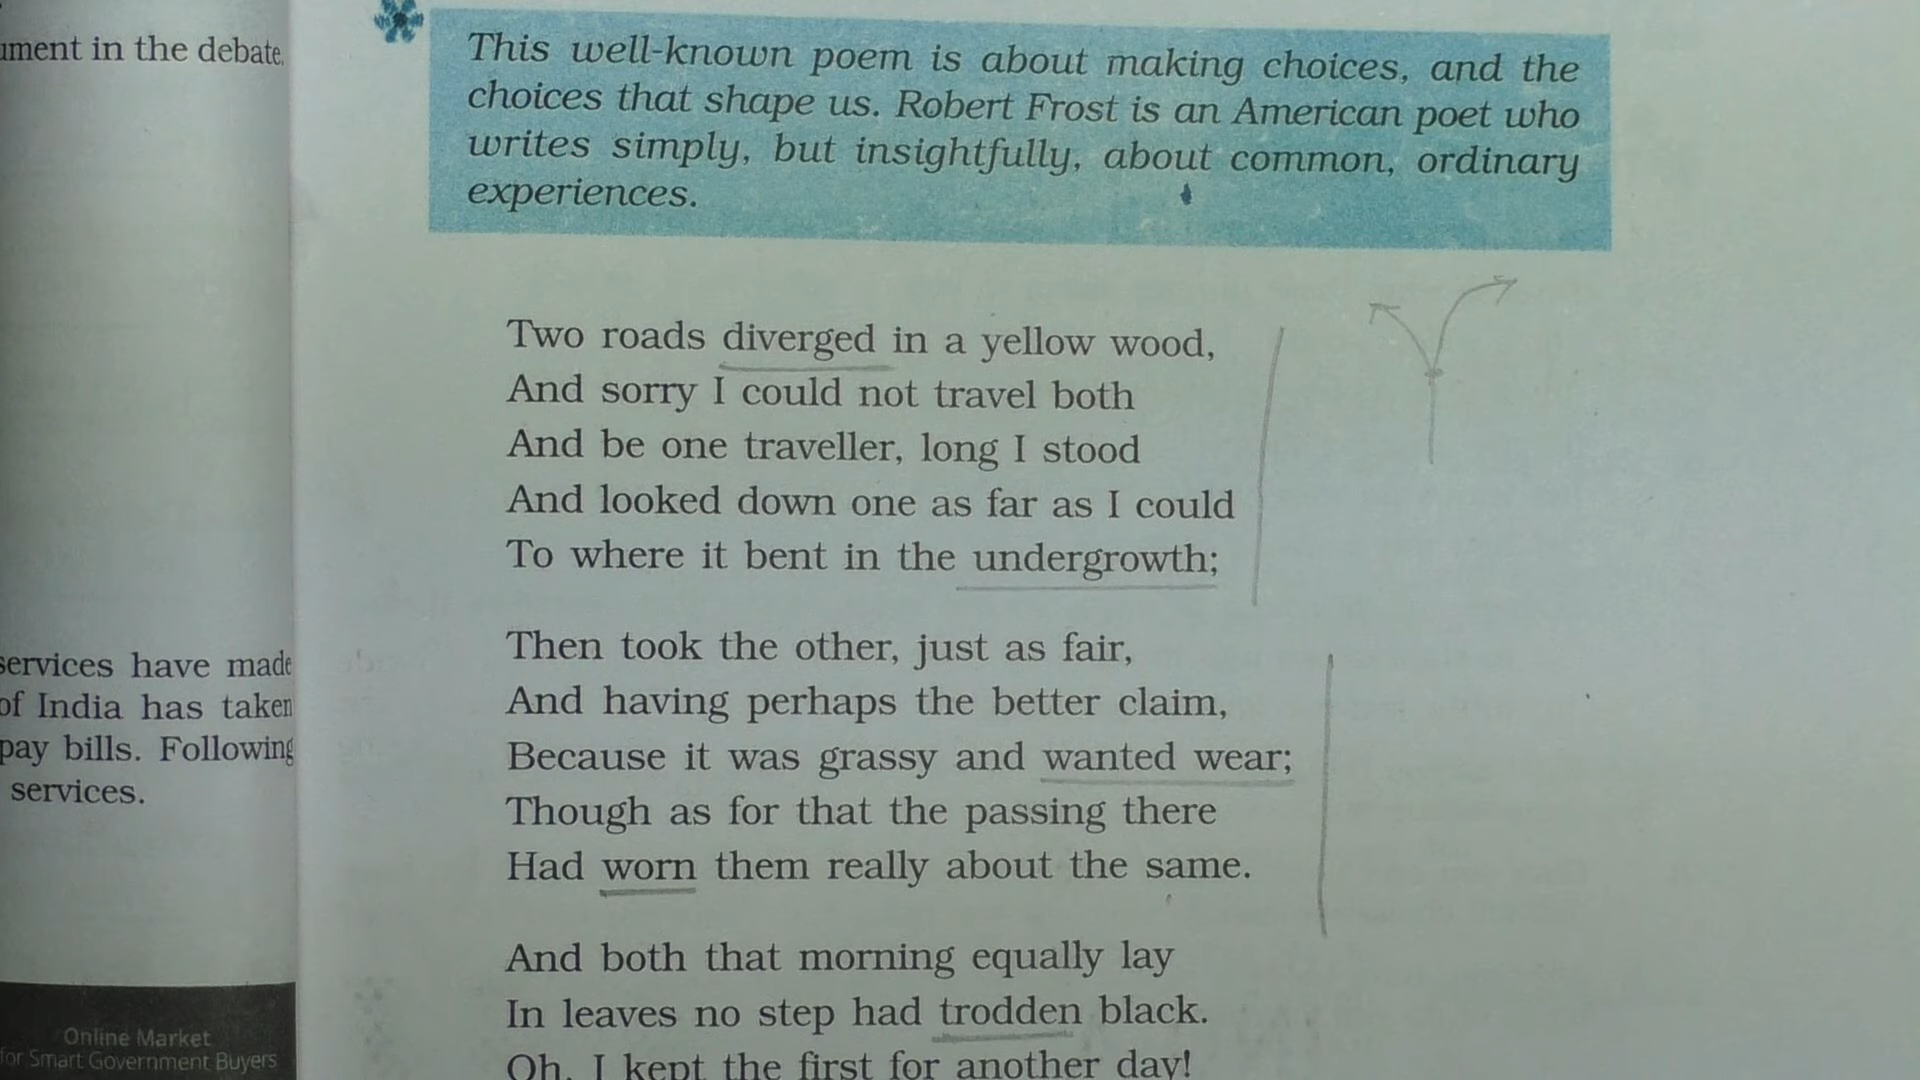 ument in the debate.
services have made
of India has taken
pay bills. Following
services.
Online Market
for Smart Government Buyers
This well-known poem is about making choices, and the
choices that shape us. Robert Frost is an American poet who
writes simply, but insightfully, about common, ordinary
experiences.
Two roads diverged in a yellow wood,
And sorry I could not travel both
And be one traveller, long I stood
And looked down one as far as I could
To where it bent in the undergrowth;
Then took the other, just as fair,
And having perhaps the better claim,
Because it was grassy and wanted wear;
Though as for that the passing there
Had worn them really about the same.
And both that morning equally lay
In leaves no step had trodden black.
Oh, I kept the first for another day!